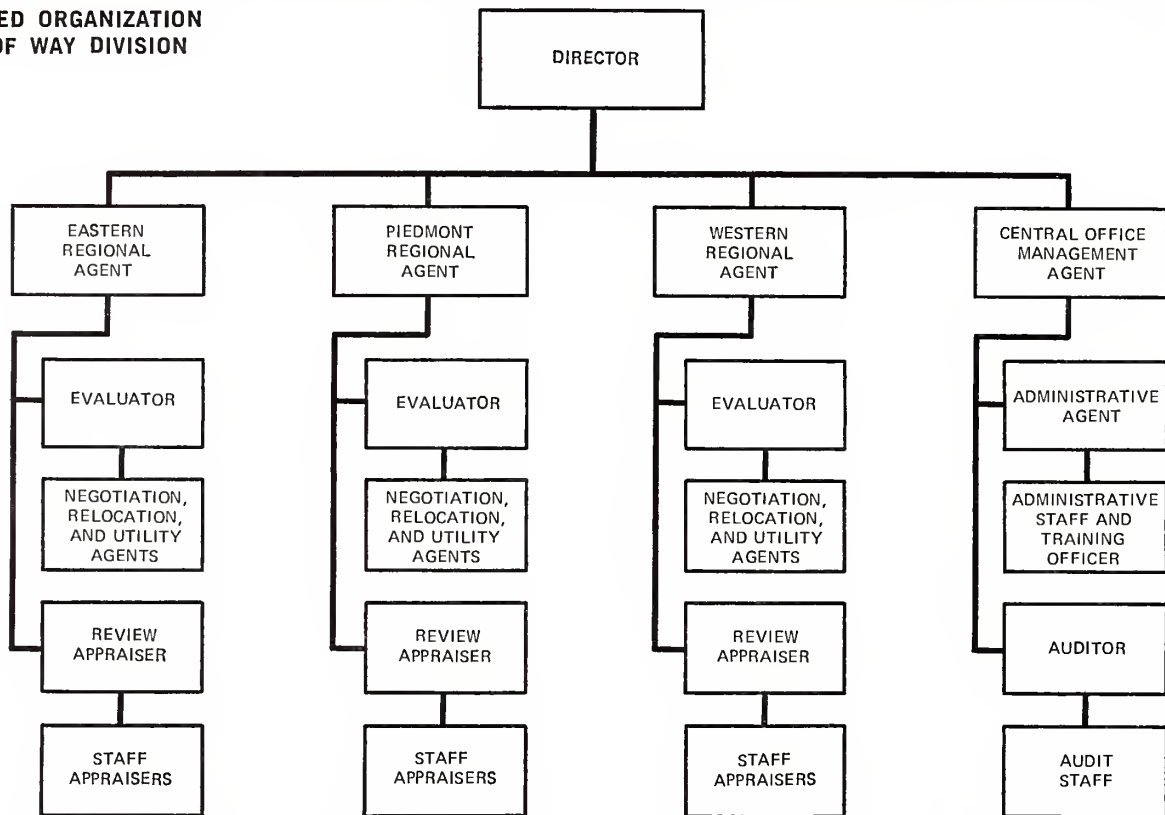 ED ORGANIZATION
OF WAY DIVISION
DIRECTOR
EASTERN
REGIONAL
AGENT
PIEDMONT
REGIONAL
AGENT
WESTERN
REGIONAL
AGENT
CENTRAL OFFICE
MANAGEMENT
AGENT
EVALUATOR
EVALUATOR
EVALUATOR
ADMINISTRATIVE
AGENT
NEGOTIATION,
RELOCATION,
AND UTILITY
AGENTS
NEGOTIATION,
RELOCATION,
AND UTILITY
AGENTS
NEGOTIATION,
RELOCATION,
AND UTILITY
AGENTS
ADMINISTRATIVE
STAFF AND
TRAINING
OFFICER
REVIEW
APPRAISER
REVIEW
APPRAISER
REVIEW
APPRAISER
AUDITOR
STAFF
APPRAISERS
STAFF
APPRAISERS
STAFF
APPRAISERS
AUDIT
STAFF